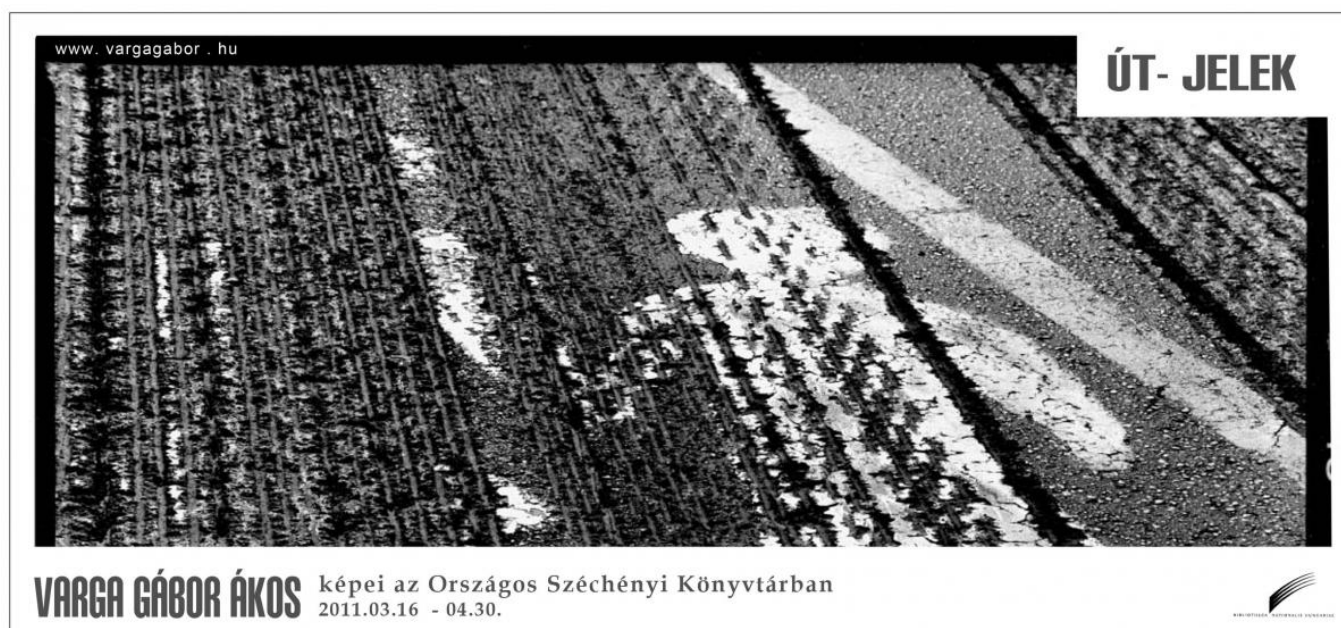 www. vargagabor . hu
ÚT- JELEK
VARGA GÁBOR ÁKOS
képei az Országos Széchényi Könyvtárban
2011.03.16 - 04.30.